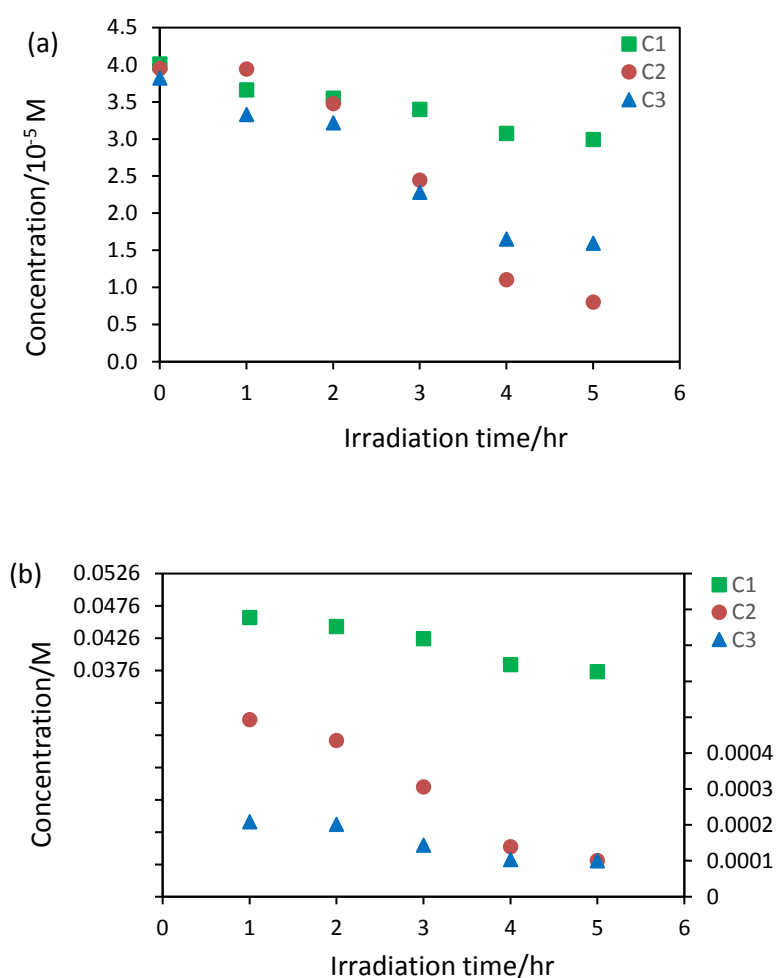 (a)
Concentration/10⁻⁵ M
4.5
4.0
3.5
3.0
2.5
2.0
1.5
1.0
0.5
0.0
0 1 2 3 4 5 6
Irradiation time/hr
C1
C2
C3
(b)
Concentration/M
0.0526
0.0476
0.0426
0.0376
0.0004
0.0003
0.0002
0.0001
0
0 1 2 3 4 5 6
Irradiation time/hr
C1
C2
C3